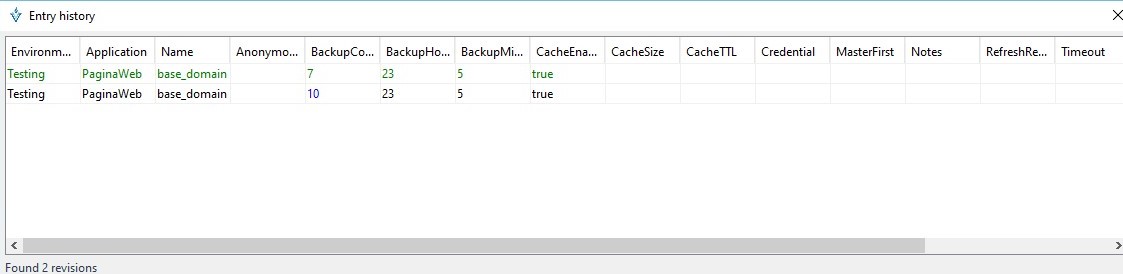 Entry history
Environm... Application Name Anonymo... BackupCo... BackupHo... BackupMi... CacheEna... CacheSize CacheTTL Credential MasterFirst Notes RefreshRe... Timeout
Testing PaginaWeb base_domain 7 23 5 true
Testing PaginaWeb base_domain 10 23 5 true
Found 2 revisions